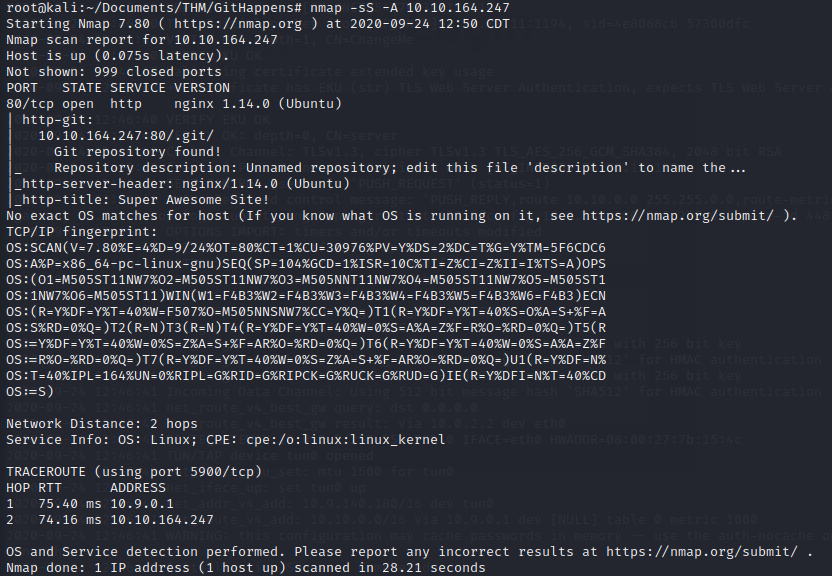 root@kali:~/Documents/THM/GitHappens# nmap -sS -A 10.10.164.247
Starting Nmap 7.80 ( https://nmap.org ) at 2020-09-24 12:50 CDT
Nmap scan report for 10.10.164.247
Host is up (0.075s latency).
Not shown: 999 closed ports
PORT   STATE SERVICE VERSION
80/tcp open  http    nginx 1.14.0 (Ubuntu)
| http-git:
|   10.10.164.247:80/.git/
|     Git repository found!
|_    Repository description: Unnamed repository; edit this file 'description' to name the...
|_http-server-header: nginx/1.14.0 (Ubuntu)
|_http-title: Super Awesome Site!
No exact OS matches for host (If you know what OS is running on it, see https://nmap.org/submit/ ).
TCP/IP fingerprint:
OS:SCAN(V=7.80%E=4%D=9/24%OT=80%CT=1%CU=30976%PV=Y%DS=2%DC=T%G=Y%TM=5F6CDC6
OS:A%P=x86_64-pc-linux-gnu)SEQ(SP=104%GCD=1%ISR=10C%TI=Z%CI=Z%II=I%TS=A)OPS
OS:(O1=M505ST11NW7%O2=M505ST11NW7%O3=M505NNT11NW7%O4=M505ST11NW7%O5=M505ST1
OS:1NW7%O6=M505ST11)WIN(W1=F4B3%W2=F4B3%W3=F4B3%W4=F4B3%W5=F4B3%W6=F4B3)ECN
OS:(R=Y%DF=Y%T=40%W=F507%O=M505NNSNW7%CC=Y%Q=)T1(R=Y%DF=Y%T=40%S=O%A=S+%F=A
OS:S%RD=0%Q=)T2(R=N)T3(R=N)T4(R=Y%DF=Y%T=40%W=0%S=A%A=Z%F=R%O=%RD=0%Q=)T5(R
OS:=Y%DF=Y%T=40%W=0%S=Z%A=S+%F=AR%O=%RD=0%Q=)T6(R=Y%DF=Y%T=40%W=0%S=A%A=Z%F
OS:=R%O=%RD=0%Q=)T7(R=Y%DF=Y%T=40%W=0%S=Z%A=S+%F=AR%O=%RD=0%Q=)U1(R=Y%DF=N%
OS:T=40%IPL=164%UN=0%RIPL=G%RID=G%RIPCK=G%RUCK=G%RUD=G)IE(R=Y%DFI=N%T=40%CD
OS:=S)
Network Distance: 2 hops
Service Info: OS: Linux; CPE: cpe:/o:linux:linux_kernel
TRACEROUTE (using port 5900/tcp)
HOP RTT      ADDRESS
1   75.40 ms 10.9.0.1
2   74.16 ms 10.10.164.247
OS and Service detection performed. Please report any incorrect results at https://nmap.org/submit/ .
Nmap done: 1 IP address (1 host up) scanned in 28.21 seconds